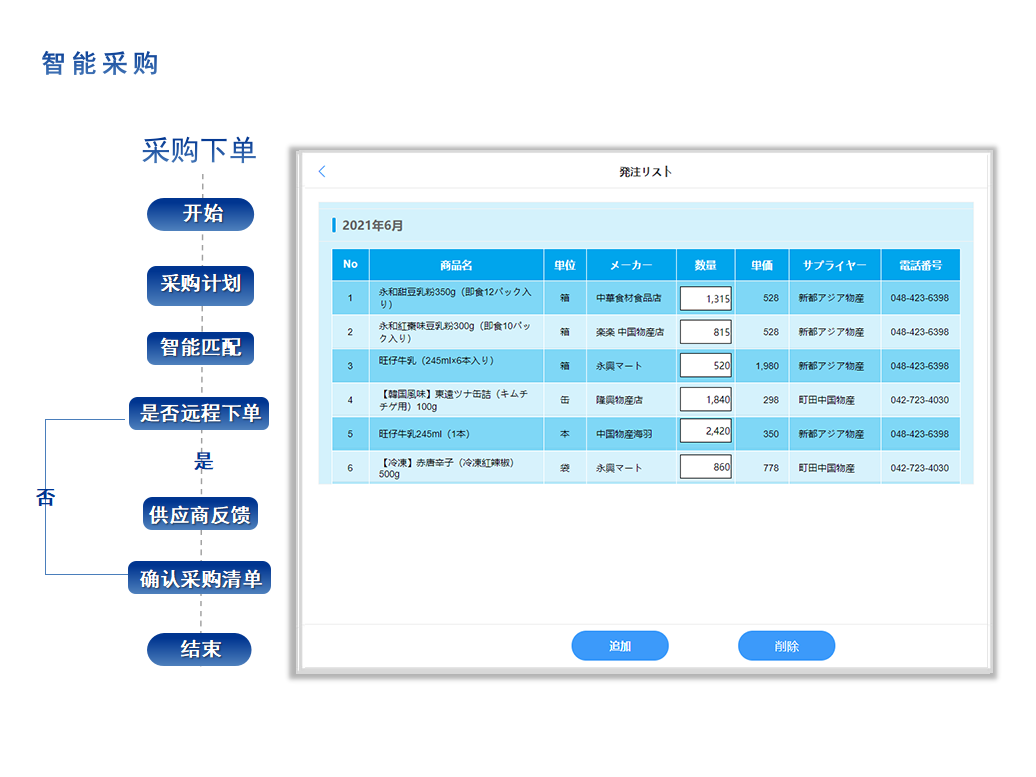 智能采购
采购下单
开始
采购计划
智能匹配
是否远程下单
是
否
供应商反馈
确认采购清单
结束
発注リスト
2021年6月
No 商品名 単位 メーカー 数量 単価 サプライヤー 電話番号
1 永和甜豆乳粉350g（即食12パック入
り） 箱 中華食材食品店 1,315 528 新都アジア物産 048-423-6398
2 永和紅棗味豆乳粉300g（即食10パッ
ク入り） 箱 楽楽 中国物産店 815 528 新都アジア物産 048-423-6398
3 旺仔牛乳（245ml×6本入り） 箱 永興マート 520 1,980 新都アジア物産 048-423-6398
4 【韓国風味】東遠ツナ缶詰（キムチ
チゲ用）100g 缶 隆興物産店 1,840 298 町田中国物産 042-723-4030
5 旺仔牛乳245ml（1本） 本 中国物産海羽 2,420 350 新都アジア物産 048-423-6398
6 【冷凍】赤唐辛子（冷凍紅辣椒）
500g 袋 永興マート 860 778 町田中国物産 042-723-4030
追加 削除